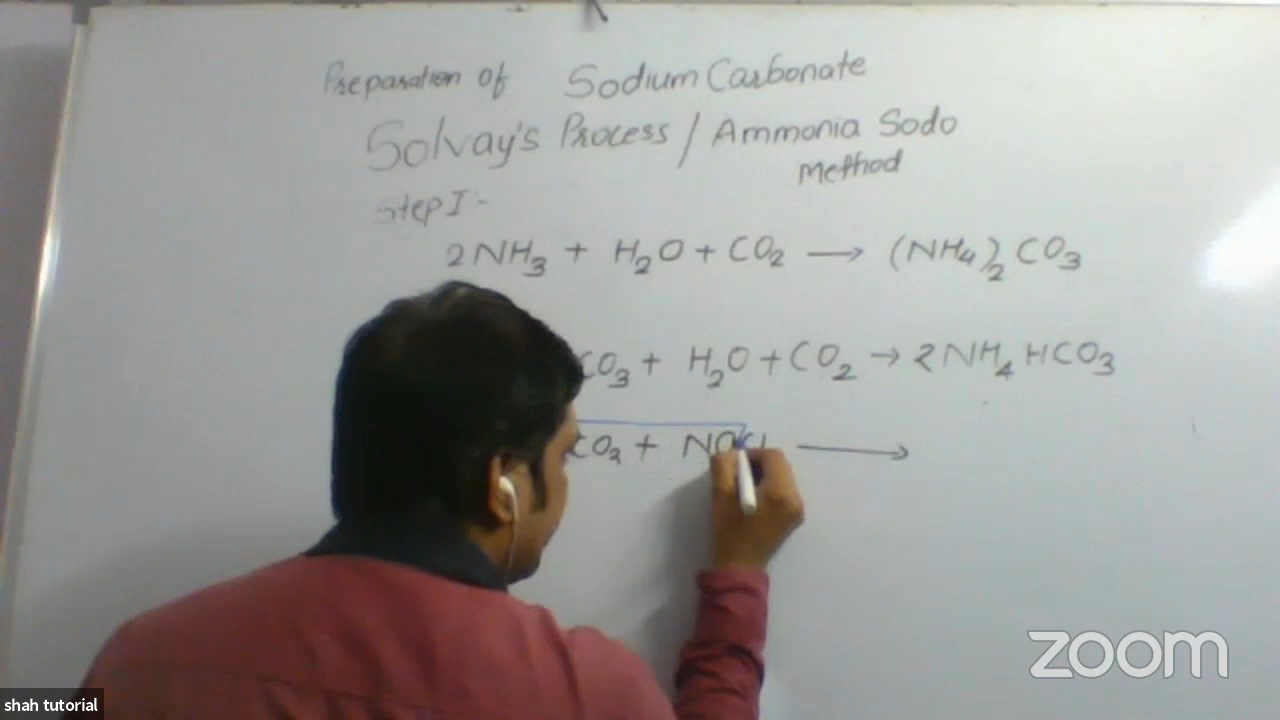 Preparation of Sodium Carbonate
Solvay's Process / Ammonia Sodo
Method
Step I -
2NH₃ + H₂O + CO₂ → (NH₄)₂ CO₃
CO₃ + H₂O + CO₂ → 2NH₄ HCO₃
CO₃ + →
zoom
shah tutorial